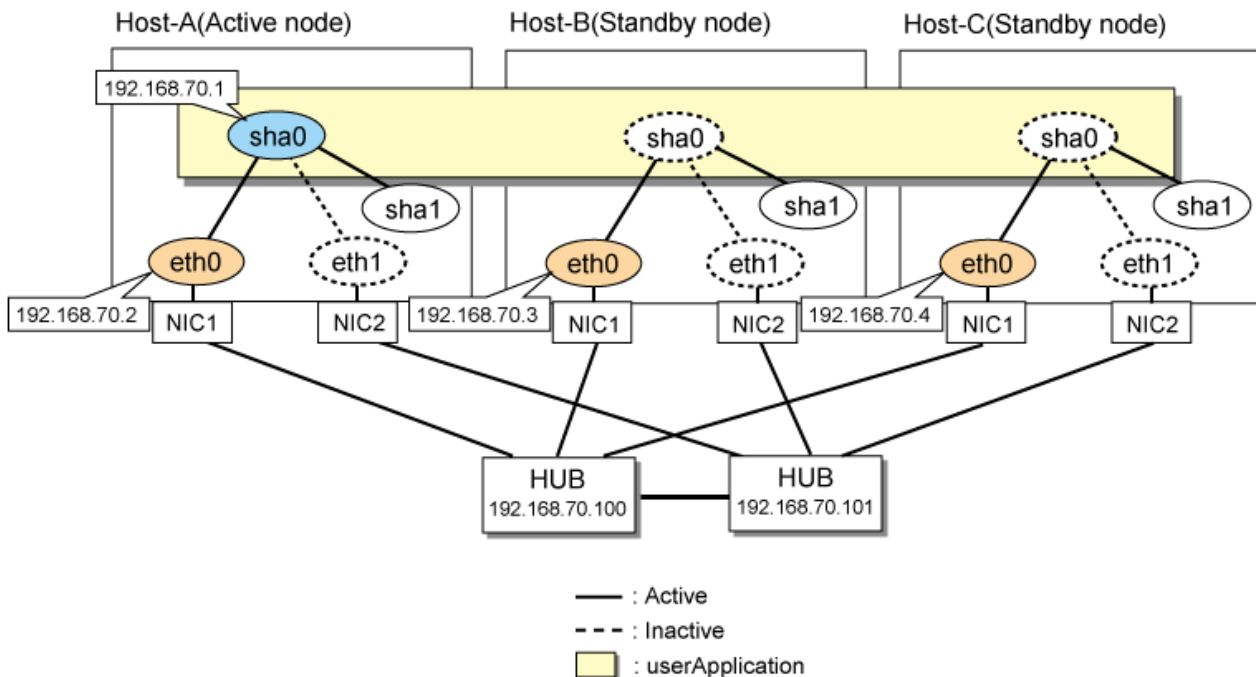 Host-A(Active node)
Host-B(Standby node)
Host-C(Standby node)
192.168.70.1
sha0
sha0
sha0
sha1
sha1
sha1
eth0
eth1
eth0
eth1
eth0
eth1
192.168.70.2
NIC1
NIC2
192.168.70.3
NIC1
NIC2
192.168.70.4
NIC1
NIC2
HUB
192.168.70.100
HUB
192.168.70.101
: Active
: Inactive
: userApplication